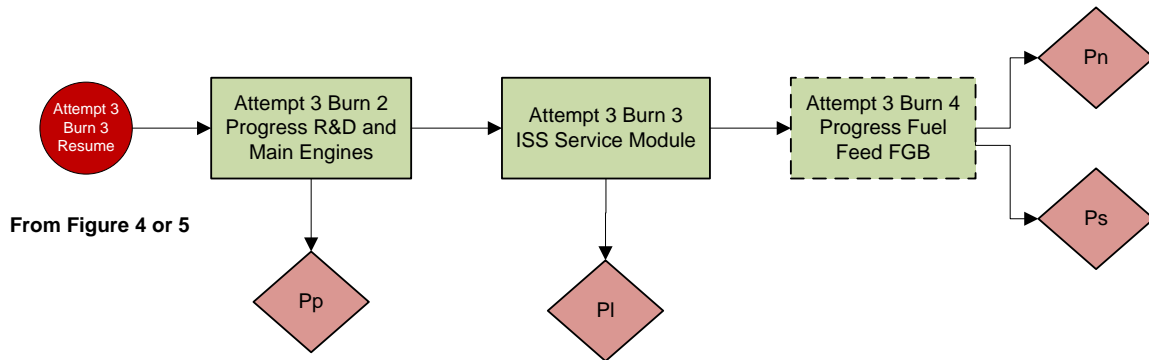 Attempt 3
Burn 3
Resume
From Figure 4 or 5
Attempt 3 Burn 2
Progress R&D and
Main Engines
Pp
Attempt 3 Burn 3
ISS Service Module
Pl
Attempt 3 Burn 4
Progress Fuel
Feed FGB
Pn
Ps